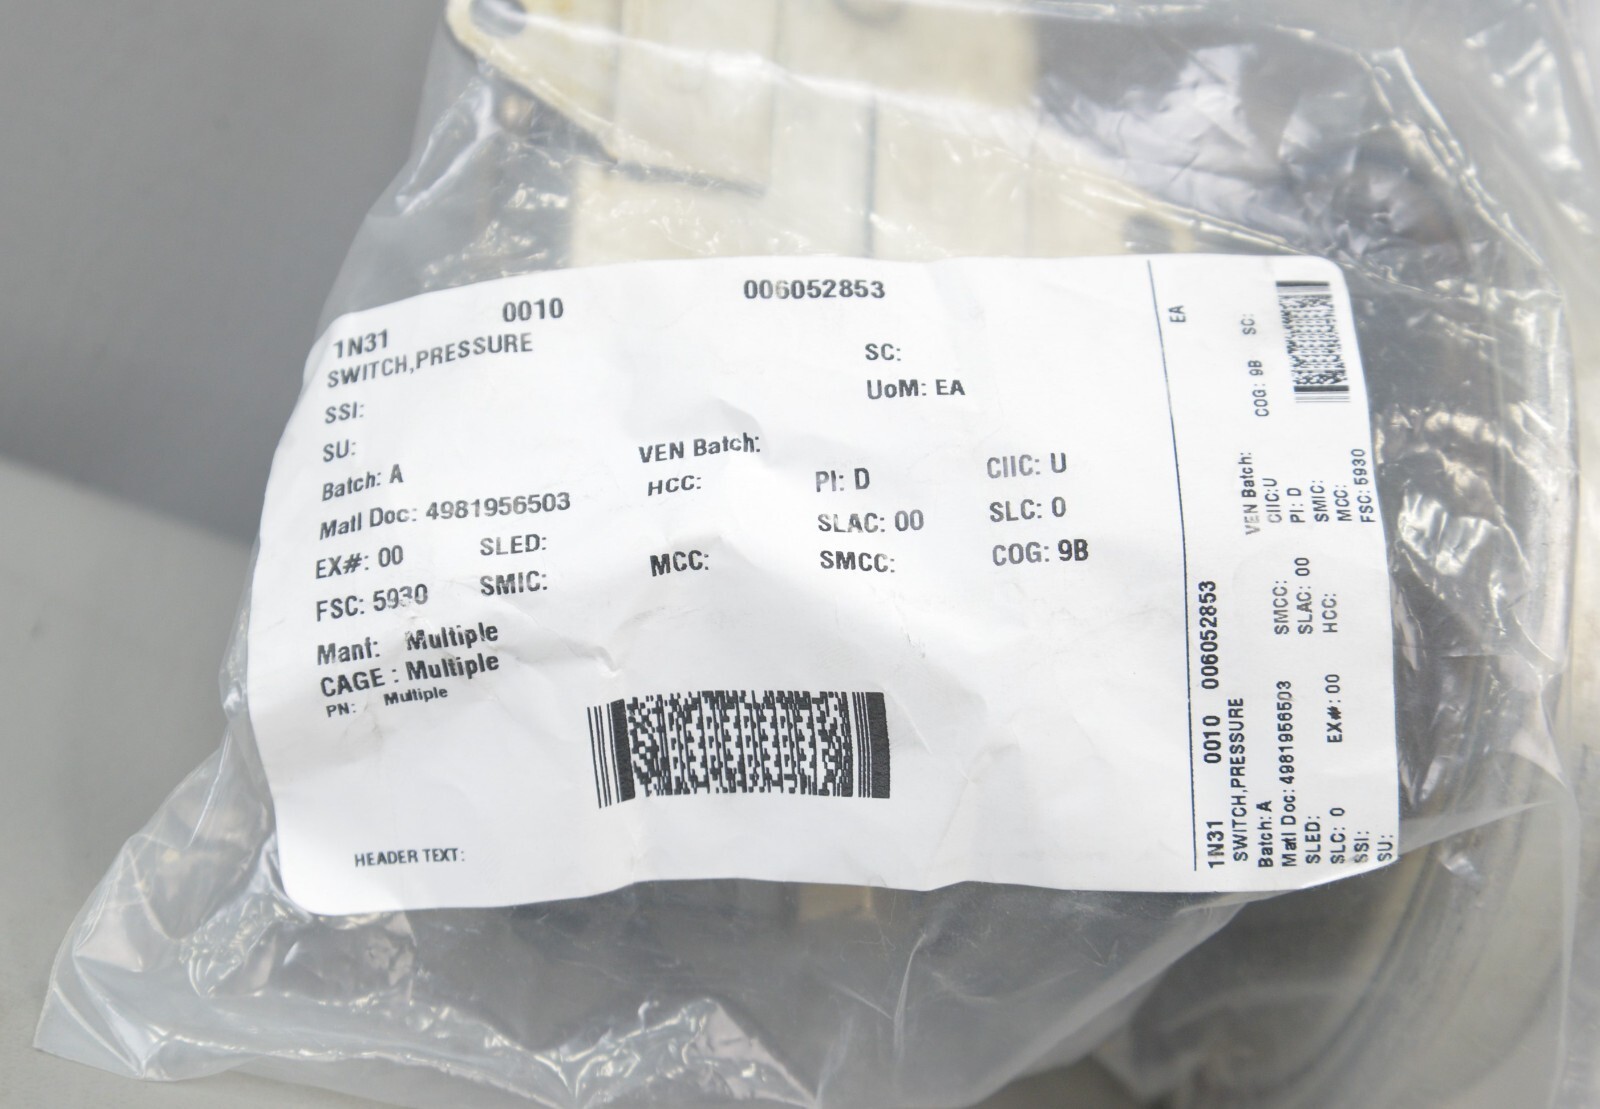 1N31 0010 006052853
SWITCH,PRESSURE
SSI: SC:
SU: UoM: EA
Batch: A VEN Batch:
Matl Doc: 4981956503 HCC: PI: D CIIC: U
EX#: 00 SLED: SLAC: 00 SLC: 0
FSC: 5930 SMIC: MCC: SMCC: COG: 9B
Manf: Multiple
CAGE : Multiple
PN: Multiple
HEADER TEXT:
EA
1N31 0010 006052853
SWITCH,PRESSURE
Batch: A VEN Batch: COG: 9B SC:
Matl Doc: 4981956503 SMCC: CIIC:U
SLED: SLAC: 00 PI: D
SLC: 0 EX#: 00 HCC: SMIC:
SSI: MCC:
SU: FSC: 5930